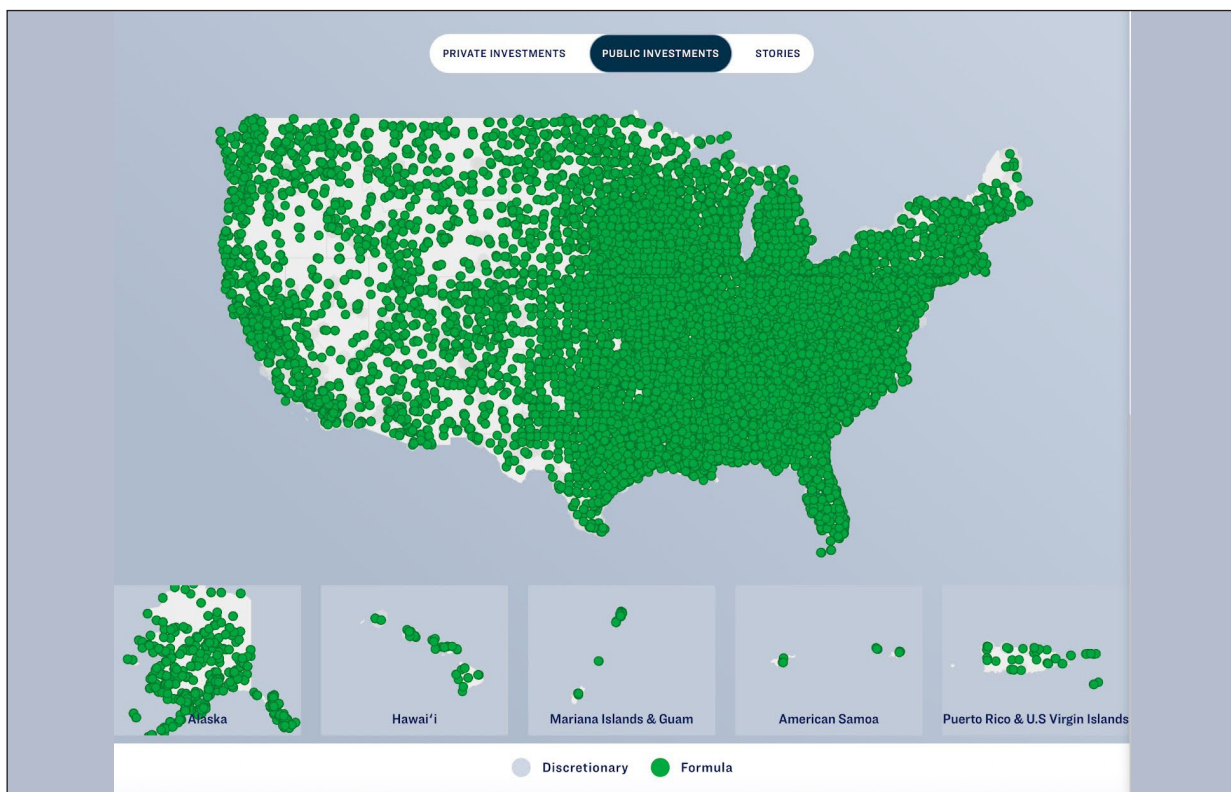 PRIVATE INVESTMENTS PUBLIC INVESTMENTS STORIES
Alaska Hawaiʻi Mariana Islands & Guam American Samoa Puerto Rico & U.S Virgin Islands
Discretionary Formula